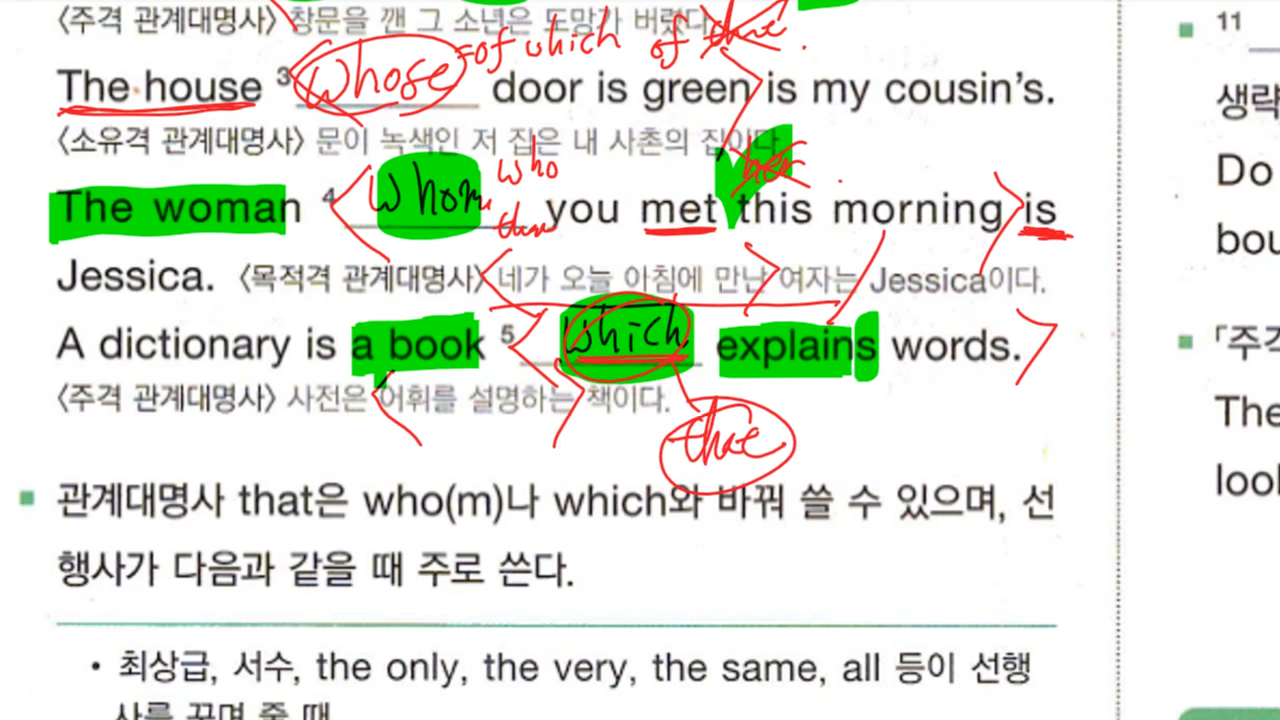 〈주격 관계대명사〉 창문을 깬 그 소년은 도망가 버렸다
=of which of
The house 3 whose door is green is my cousin's.
〈소유격 관계대명사〉 문이 녹색인 저 집은 내 사촌의 집이다
who
her
The woman 4 whom you met this morning is
that
Jessica. 〈목적격 관계대명사〉 네가 오늘 아침에 만난 여자는 Jessica이다.
A dictionary is a book 5 which explains words.
〈주격 관계대명사〉 사전은 어휘를 설명하는 책이다.
that
관계대명사 that은 who(m)나 which와 바꿔 쓸 수 있으며, 선
행사가 다음과 같을 때 주로 쓴다.
• 최상급, 서수, the only, the very, the same, all 등이 선행
사를 꾸며 줄 때
11
생략
Do
bou
「주격
The
look